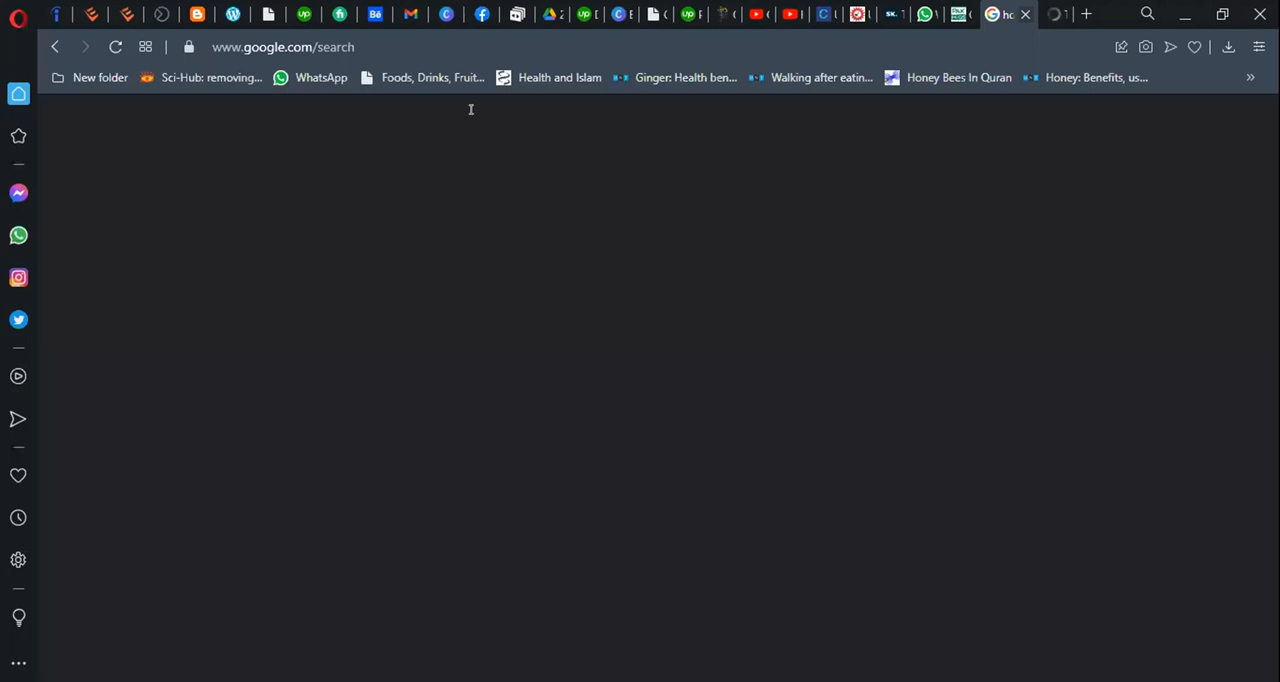 hc
www.google.com/search
New folder
Sci-Hub: removing...
WhatsApp
Foods, Drinks, Fruit...
Health and Islam
Ginger: Health ben...
Walking after eatin...
Honey Bees In Quran
Honey: Benefits, us...